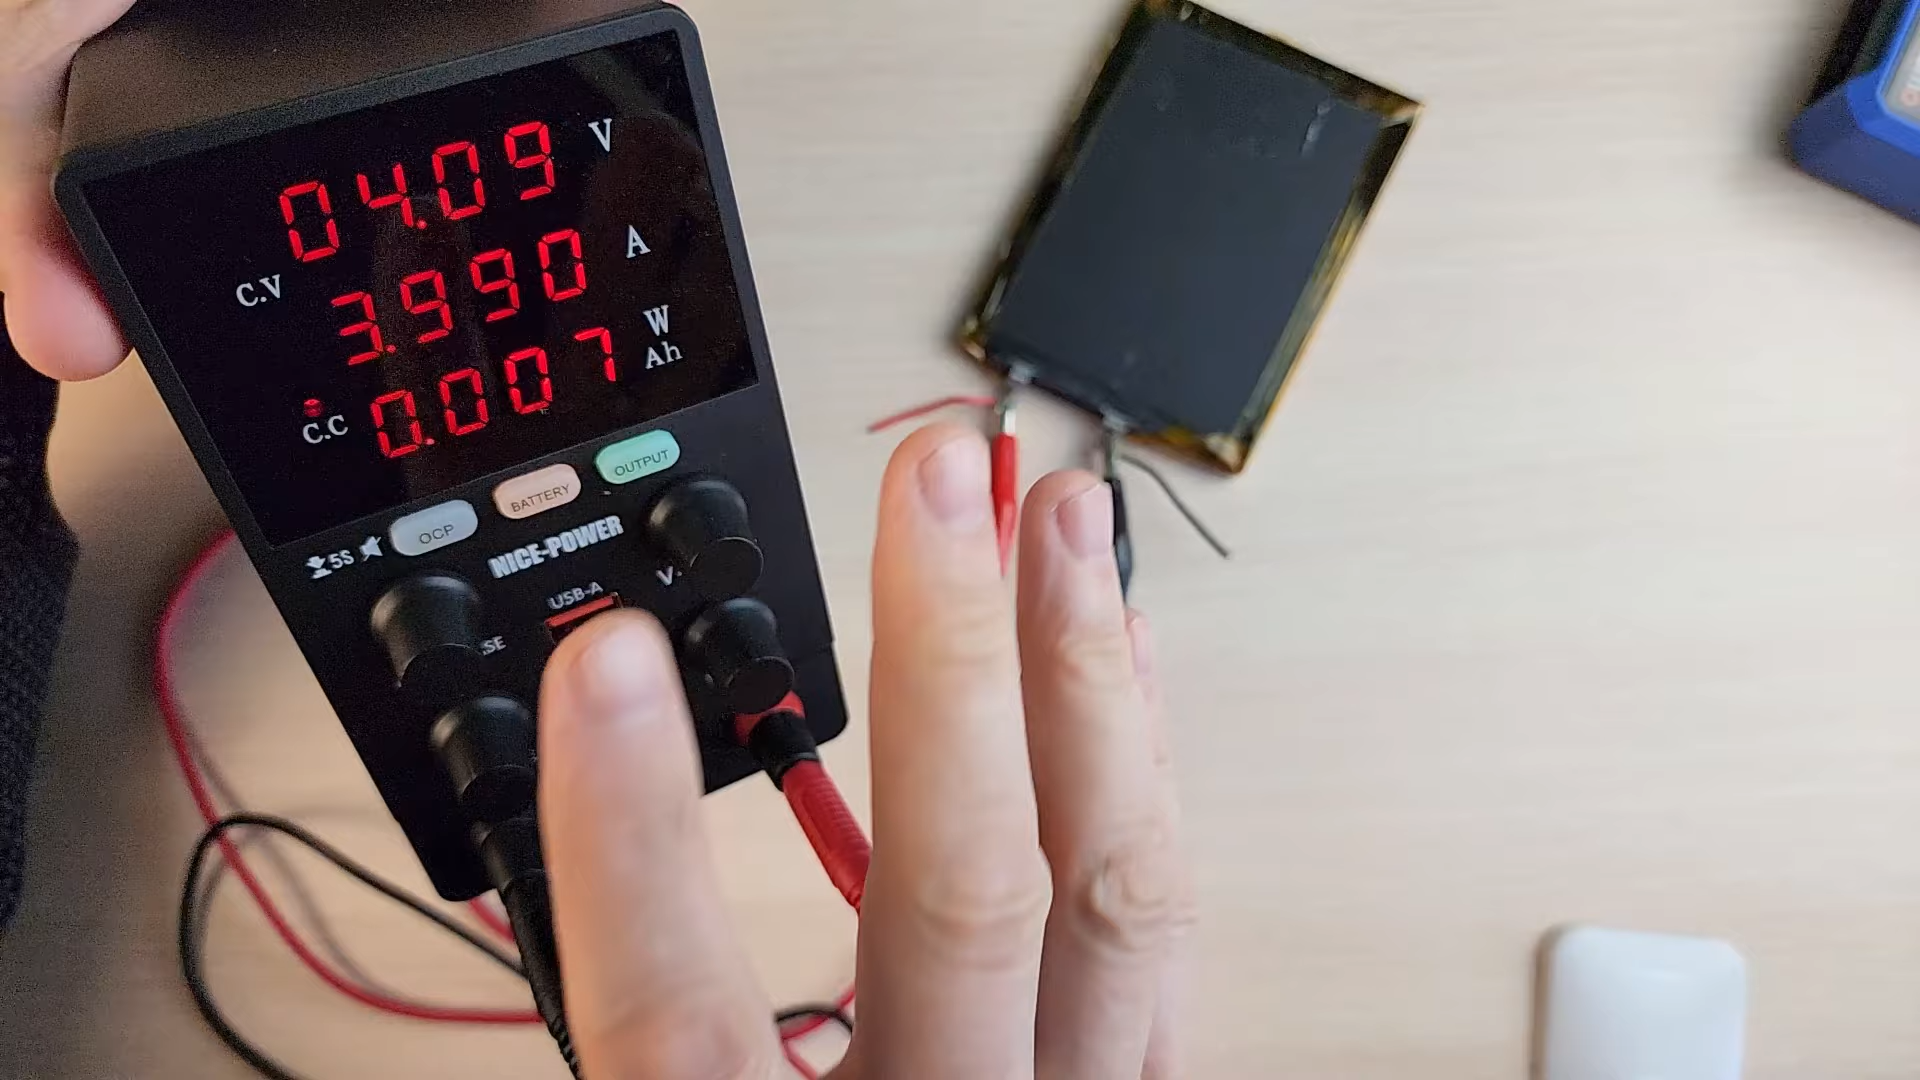 04.09 V
C.V 3.990 A
W
C.C 0.007 Ah
5S OCP BATTERY OUTPUT
NICE-POWER
USB-A V
SE